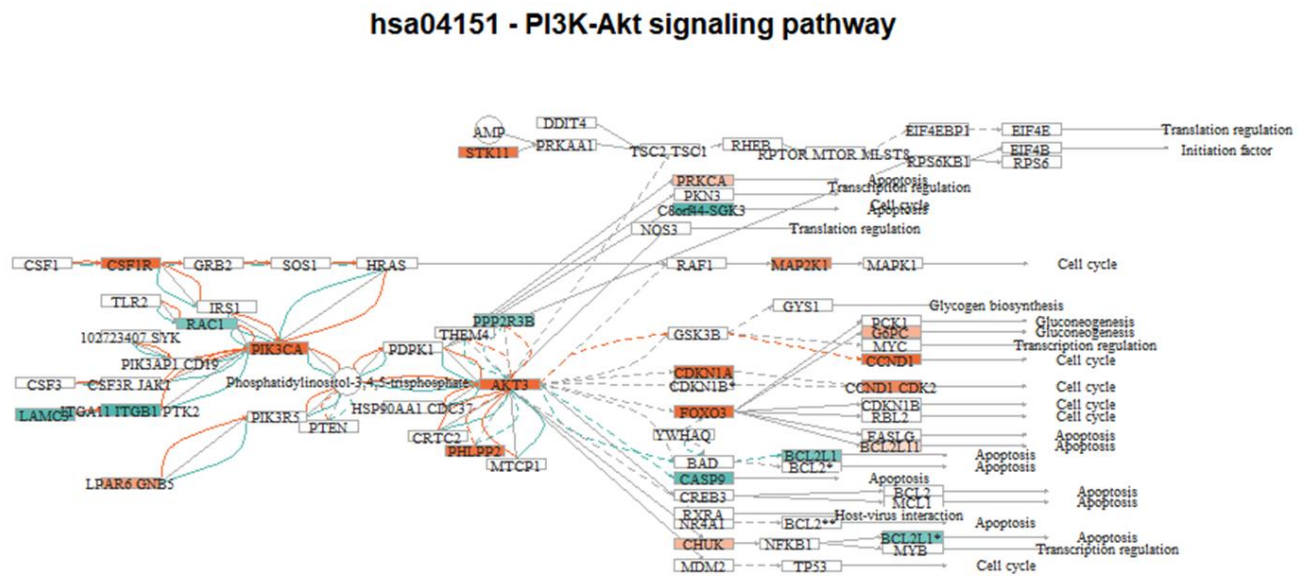 hsa04151 - PI3K-Akt signaling pathway
DDIT4
AMP
EIF4EBP1
EIF4E
Translation regulation
STK11
PRKAA1
TSC2 TSC1
RHEB
RPTOR MTOR MLST8
EIF4B
Initiation factor
RPS6KB1
RPS6
PRKCA
Apoptosis
PKN3
Transcription regulation
C8orf44-SGK3
Cell cycle
Apoptosis
NOS3
Translation regulation
CSF1
CSF1R
GRB2
SOS1
HRAS
RAF1
MAP2K1
MAPK1
Cell cycle
TLR2
IRS1
GYS1
Glycogen biosynthesis
RAC1
PPP2R3B
PCK1
Gluconeogenesis
102723407 SYK
THEM4
GSK3B
G6PC
Gluconeogenesis
PIK3CA
PDPK1
MYC
Transcription regulation
PIK3AP1 CD19
CCND1
Cell cycle
CDKN1A
CSF3
CSF3R JAK1
Phosphatidylinositol-3,4,5-trisphosphate
AKT3
CDKN1B*
CCND1 CDK2
Cell cycle
LAMC3
ITGA11 ITGB1 PTK2
PIK3R5
HSP90AA1 CDC37
FOXO3
CDKN1B
Cell cycle
RBL2
Cell cycle
PTEN
CRTC2
YWHAQ
FASLG
Apoptosis
PHLPP2
BCL2L11
Apoptosis
MTCP1
BAD
BCL2L1
Apoptosis
BCL2*
Apoptosis
LPAR6 GNB5
CASP9
Apoptosis
CREB3
BCL2
Apoptosis
MCL1
Apoptosis
RXRA
Host-virus interaction
NR4A1
BCL2**
Apoptosis
CHUK
NFKB1
BCL2L1*
Apoptosis
MYB
Transcription regulation
MDM2
TP53
Cell cycle